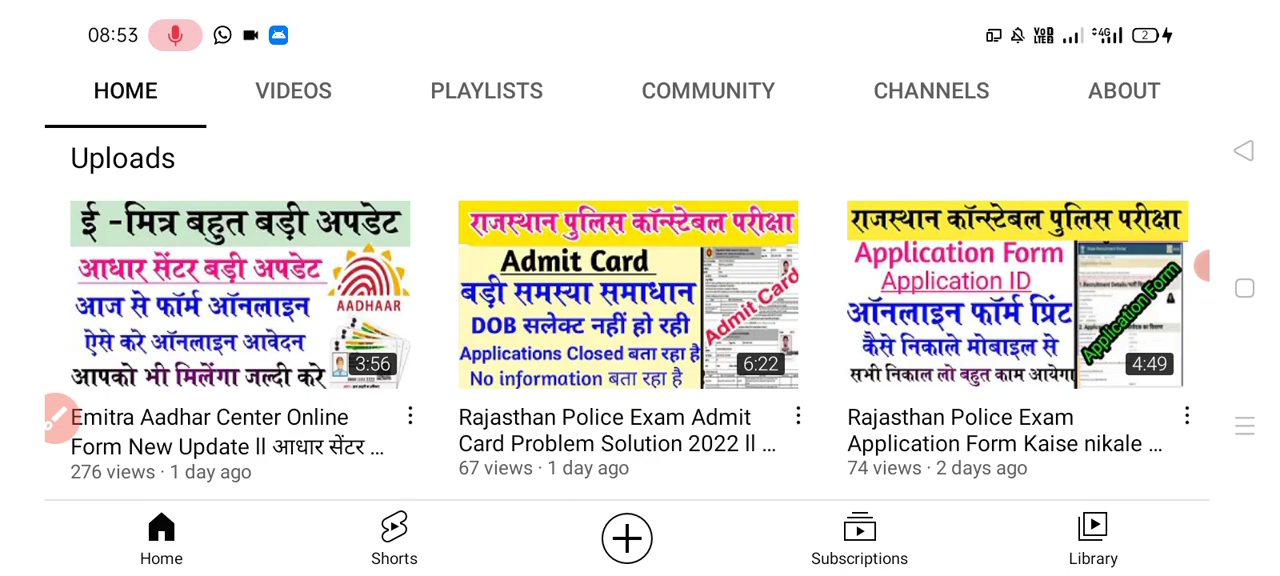 08:53
VoD LTE
4G
2
HOME VIDEOS PLAYLISTS COMMUNITY CHANNELS ABOUT
Uploads
ई -मित्र बहुत बड़ी अपडेट
आधार सेंटर बड़ी अपडेट
AADHAAR
आज से फॉर्म ऑनलाइन
ऐसे करे ऑनलाइन आवेदन
आपको भी मिलेंगा जल्दी करे
3:56
Emitra Aadhar Center Online
Form New Update ll आधार सेंटर ...
276 views · 1 day ago
राजस्थान पुलिस कॉन्स्टेबल परीक्षा
Admit Card
बड़ी समस्या समाधान
DOB सलेक्ट नहीं हो रही
Applications Closed बता रहा है
No information बता रहा है
Admit Card
6:22
Rajasthan Police Exam Admit
Card Problem Solution 2022 ll ...
67 views · 1 day ago
राजस्थान कॉन्स्टेबल पुलिस परीक्षा
Application Form
Application ID
ऑनलाइन फॉर्म प्रिंट
कैसे निकाले मोबाइल से
सभी निकाल लो बहुत काम आयेगा
Application Form
4:49
Rajasthan Police Exam
Application Form Kaise nikale ...
74 views · 2 days ago
Home Shorts Subscriptions Library